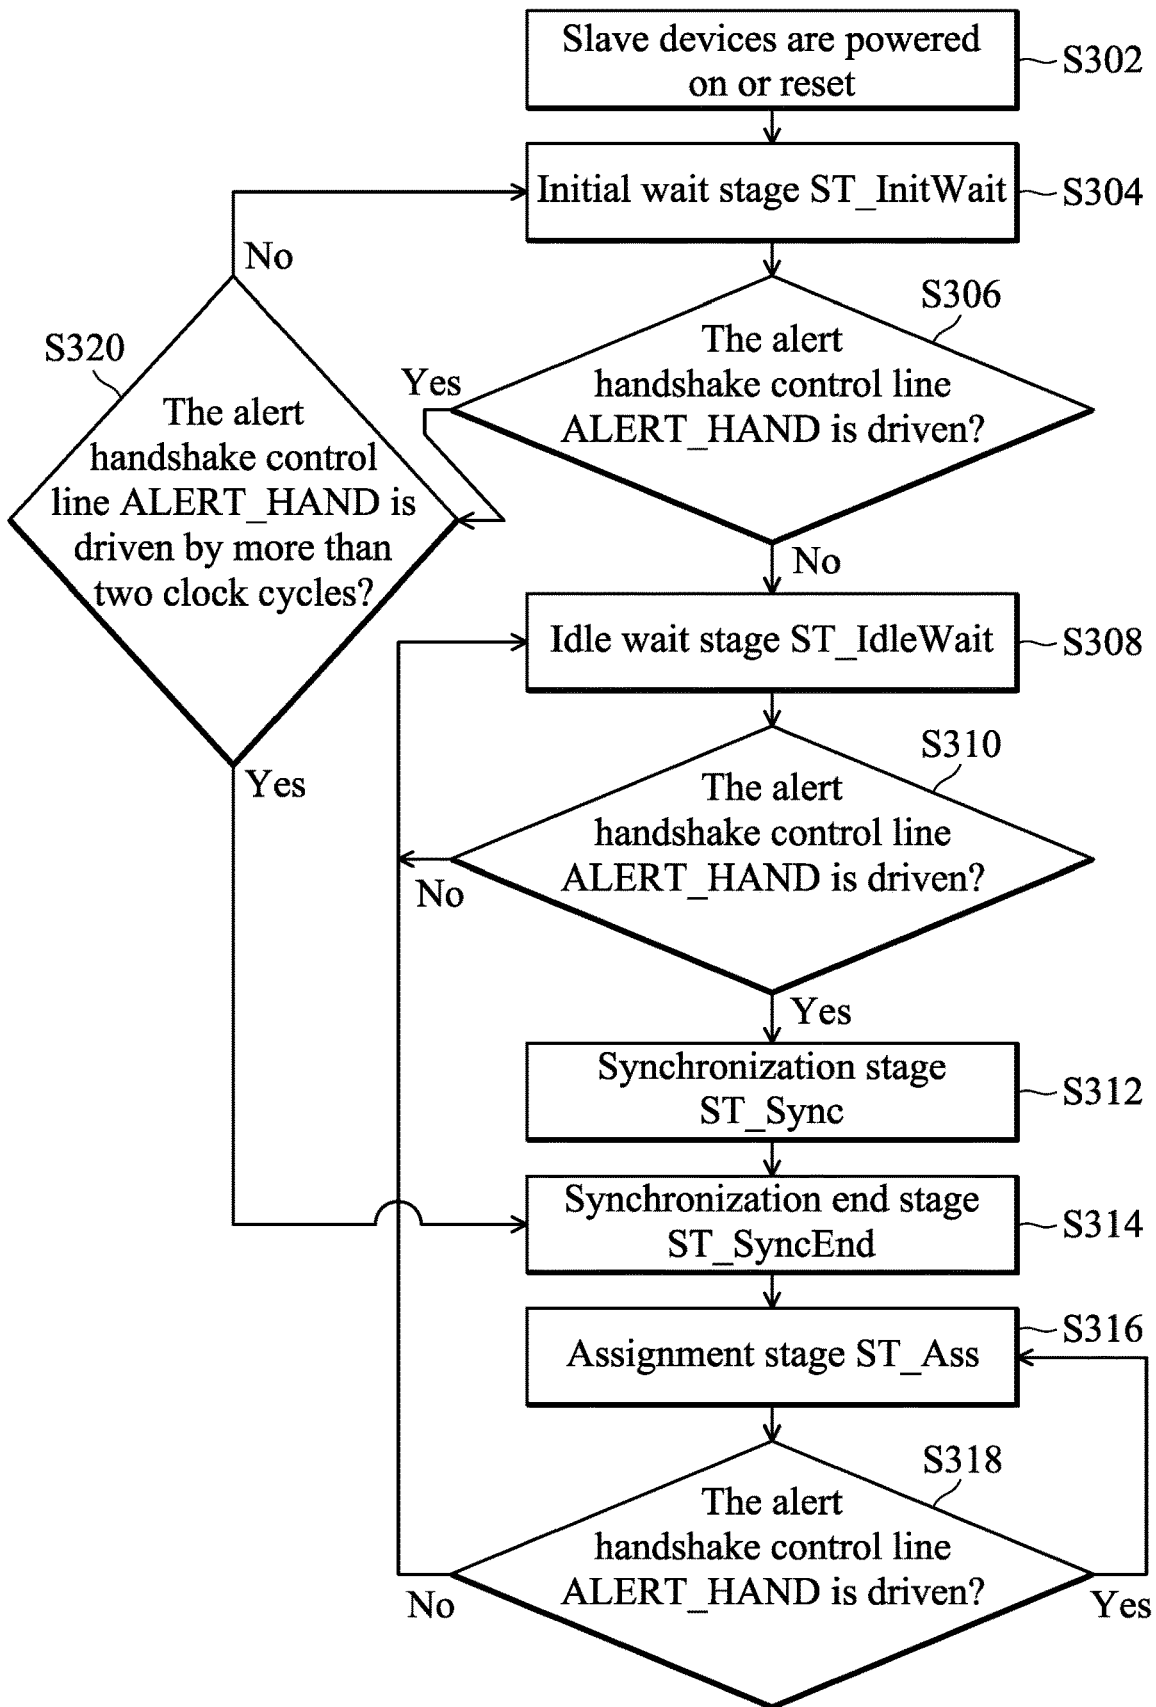 Slave devices are powered
on or reset
S302
Initial wait stage ST_InitWait
S304
No
S306
The alert
handshake control line
ALERT_HAND is driven?
Yes
S320
The alert
handshake control
line ALERT_HAND is
driven by more than
two clock cycles?
No
Idle wait stage ST_IdleWait
S308
Yes
S310
The alert
handshake control line
ALERT_HAND is driven?
No
Yes
Synchronization stage
ST_Sync
S312
Synchronization end stage
ST_SyncEnd
S314
Assignment stage ST_Ass
S316
S318
The alert
handshake control line
ALERT_HAND is driven?
No
Yes